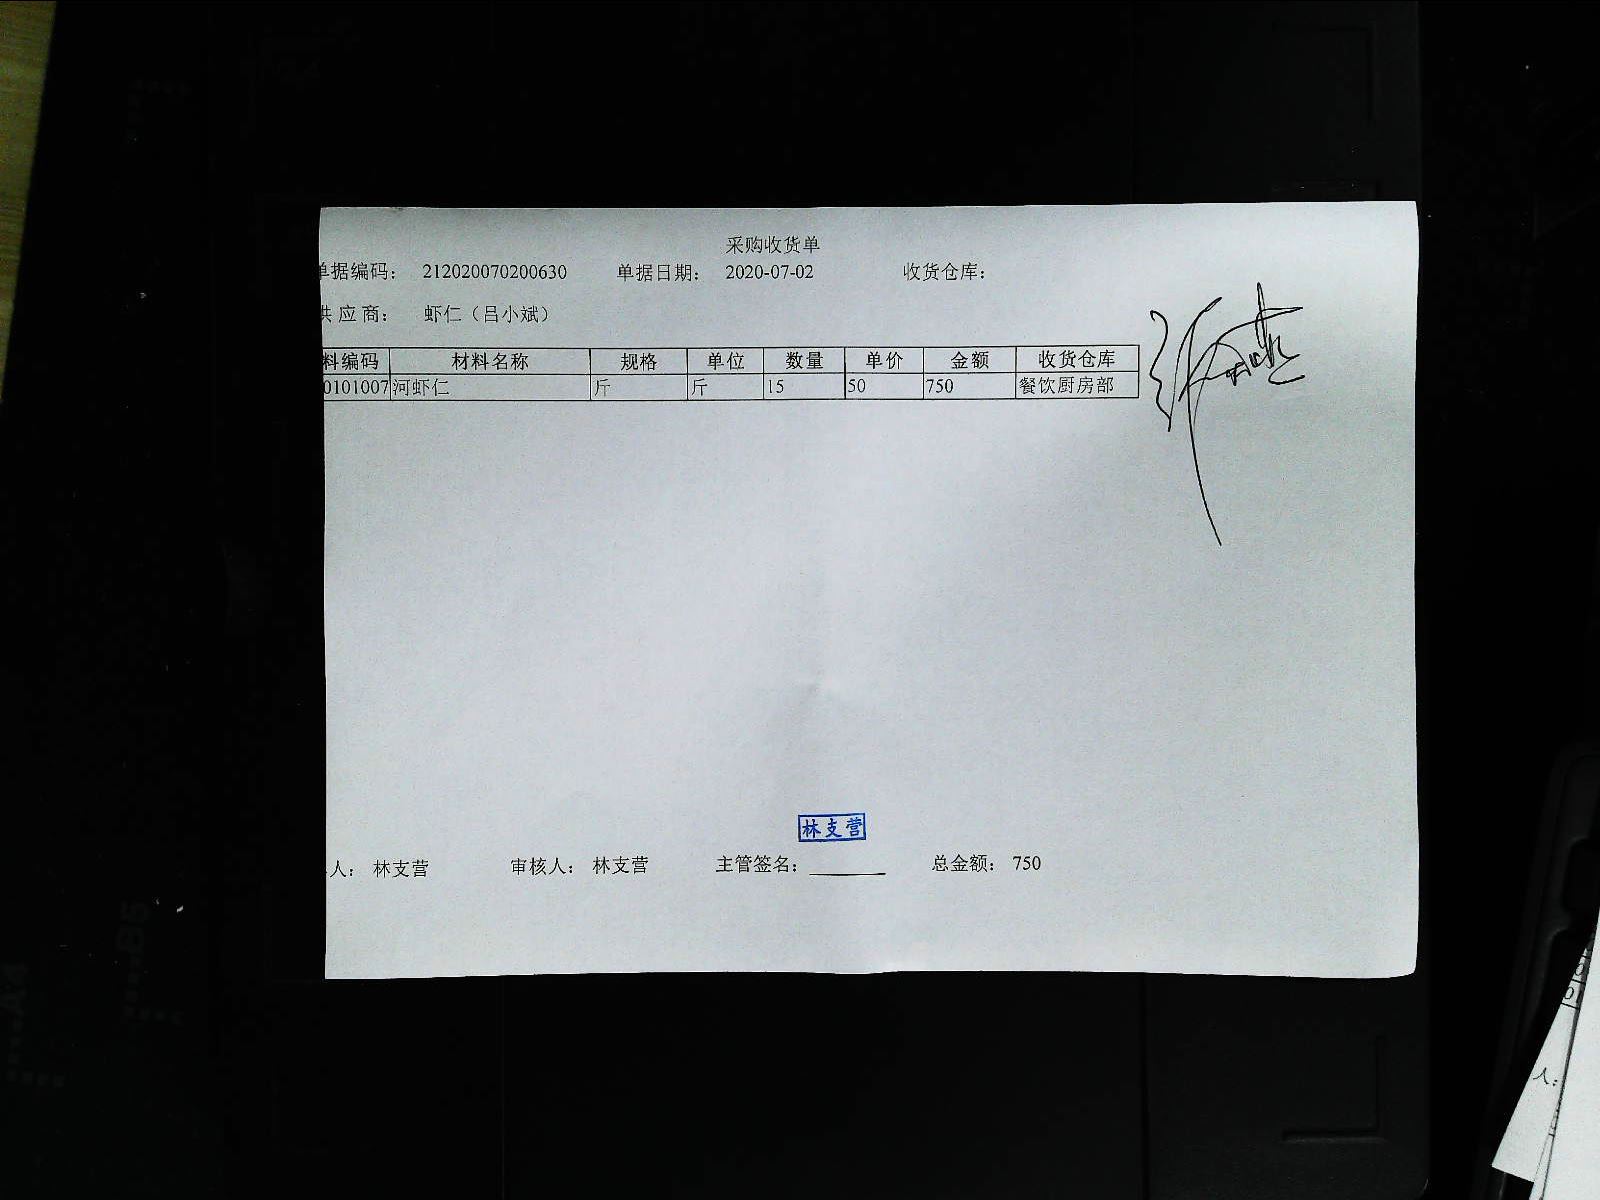 采购收货单
单据编码： 212020070200630 单据日期： 2020-07-02 收货仓库：
供应商： 虾仁（吕小斌）
料编码 材料名称 规格 单位 数量 单价 金额 收货仓库
0101007 河虾仁 斤 斤 15 50 750 餐饮厨房部
林支营
人： 林支营 审核人： 林支营 主管签名： 总金额： 750
A4
B5
人：